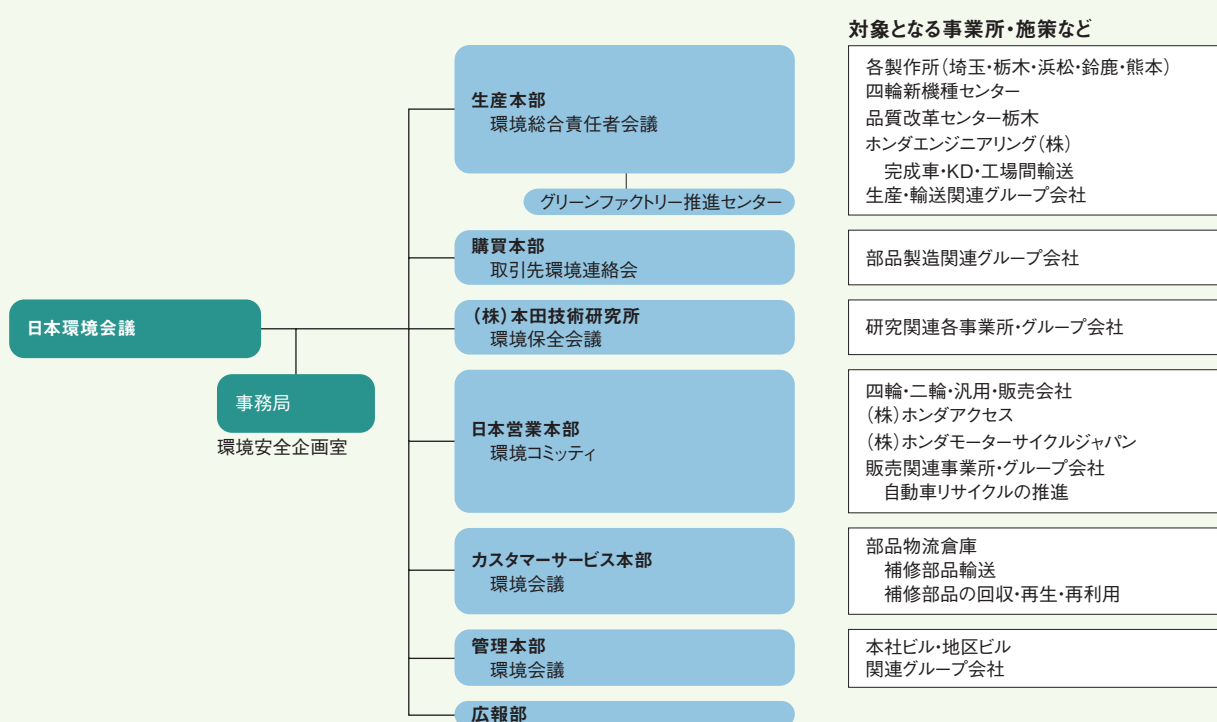 対象となる事業所・施策など
生産本部
環境総合責任者会議
グリーンファクトリー推進センター
各製作所(埼玉・栃木・浜松・鈴鹿・熊本)
四輪新機種センター
品質改革センター栃木
ホンダエンジニアリング(株)
完成車・KD・工場間輸送
生産・輸送関連グループ会社
購買本部
取引先環境連絡会
部品製造関連グループ会社
日本環境会議
事務局
環境安全企画室
(株)本田技術研究所
環境保全会議
研究関連各事業所・グループ会社
日本営業本部
環境コミッティ
四輪・二輪・汎用・販売会社
(株)ホンダアクセス
(株)ホンダモーターサイクルジャパン
販売関連事業所・グループ会社
自動車リサイクルの推進
カスタマーサービス本部
環境会議
部品物流倉庫
補修部品輸送
補修部品の回収・再生・再利用
管理本部
環境会議
本社ビル・地区ビル
関連グループ会社
広報部